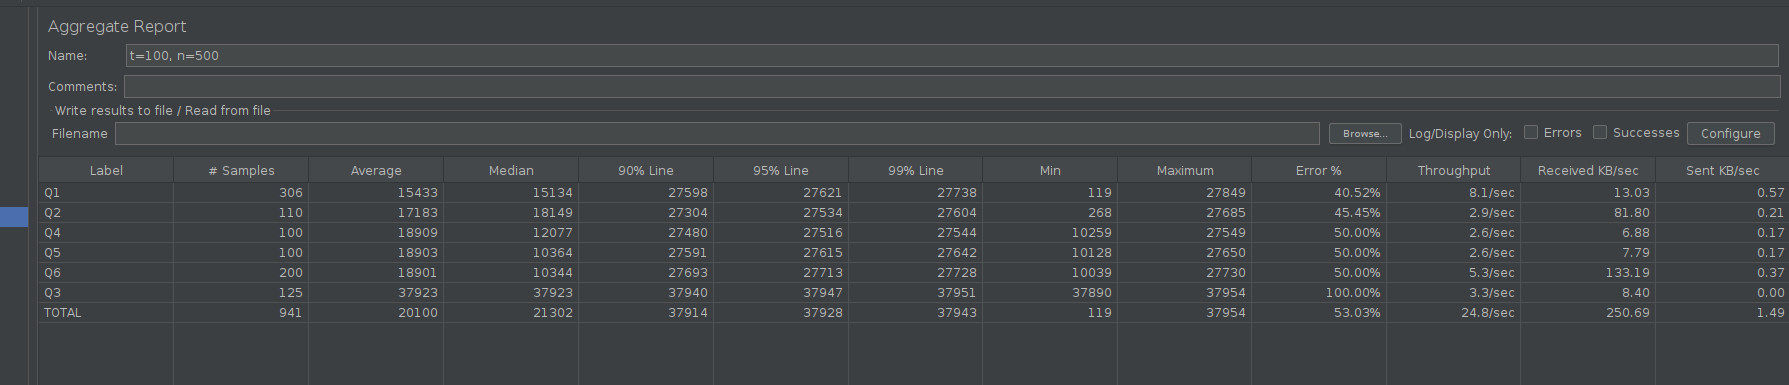 Aggregate Report
Name: t=100, n=500
Comments:
Write results to file / Read from file
Filename Browse... Log/Display Only: Errors Successes Configure
Label # Samples Average Median 90% Line 95% Line 99% Line Min Maximum Error % Throughput Received KB/sec Sent KB/sec
Q1 306 15433 15134 27598 27621 27738 119 27849 40.52% 8.1/sec 13.03 0.57
Q2 110 17183 18149 27304 27534 27604 268 27685 45.45% 2.9/sec 81.80 0.21
Q4 100 18909 12077 27480 27516 27544 10259 27549 50.00% 2.6/sec 6.88 0.17
Q5 100 18903 10364 27591 27615 27642 10128 27650 50.00% 2.6/sec 7.79 0.17
Q6 200 18901 10344 27693 27713 27728 10039 27730 50.00% 5.3/sec 133.19 0.37
Q3 125 37923 37923 37940 37947 37951 37890 37954 100.00% 3.3/sec 8.40 0.00
TOTAL 941 20100 21302 37914 37928 37943 119 37954 53.03% 24.8/sec 250.69 1.49